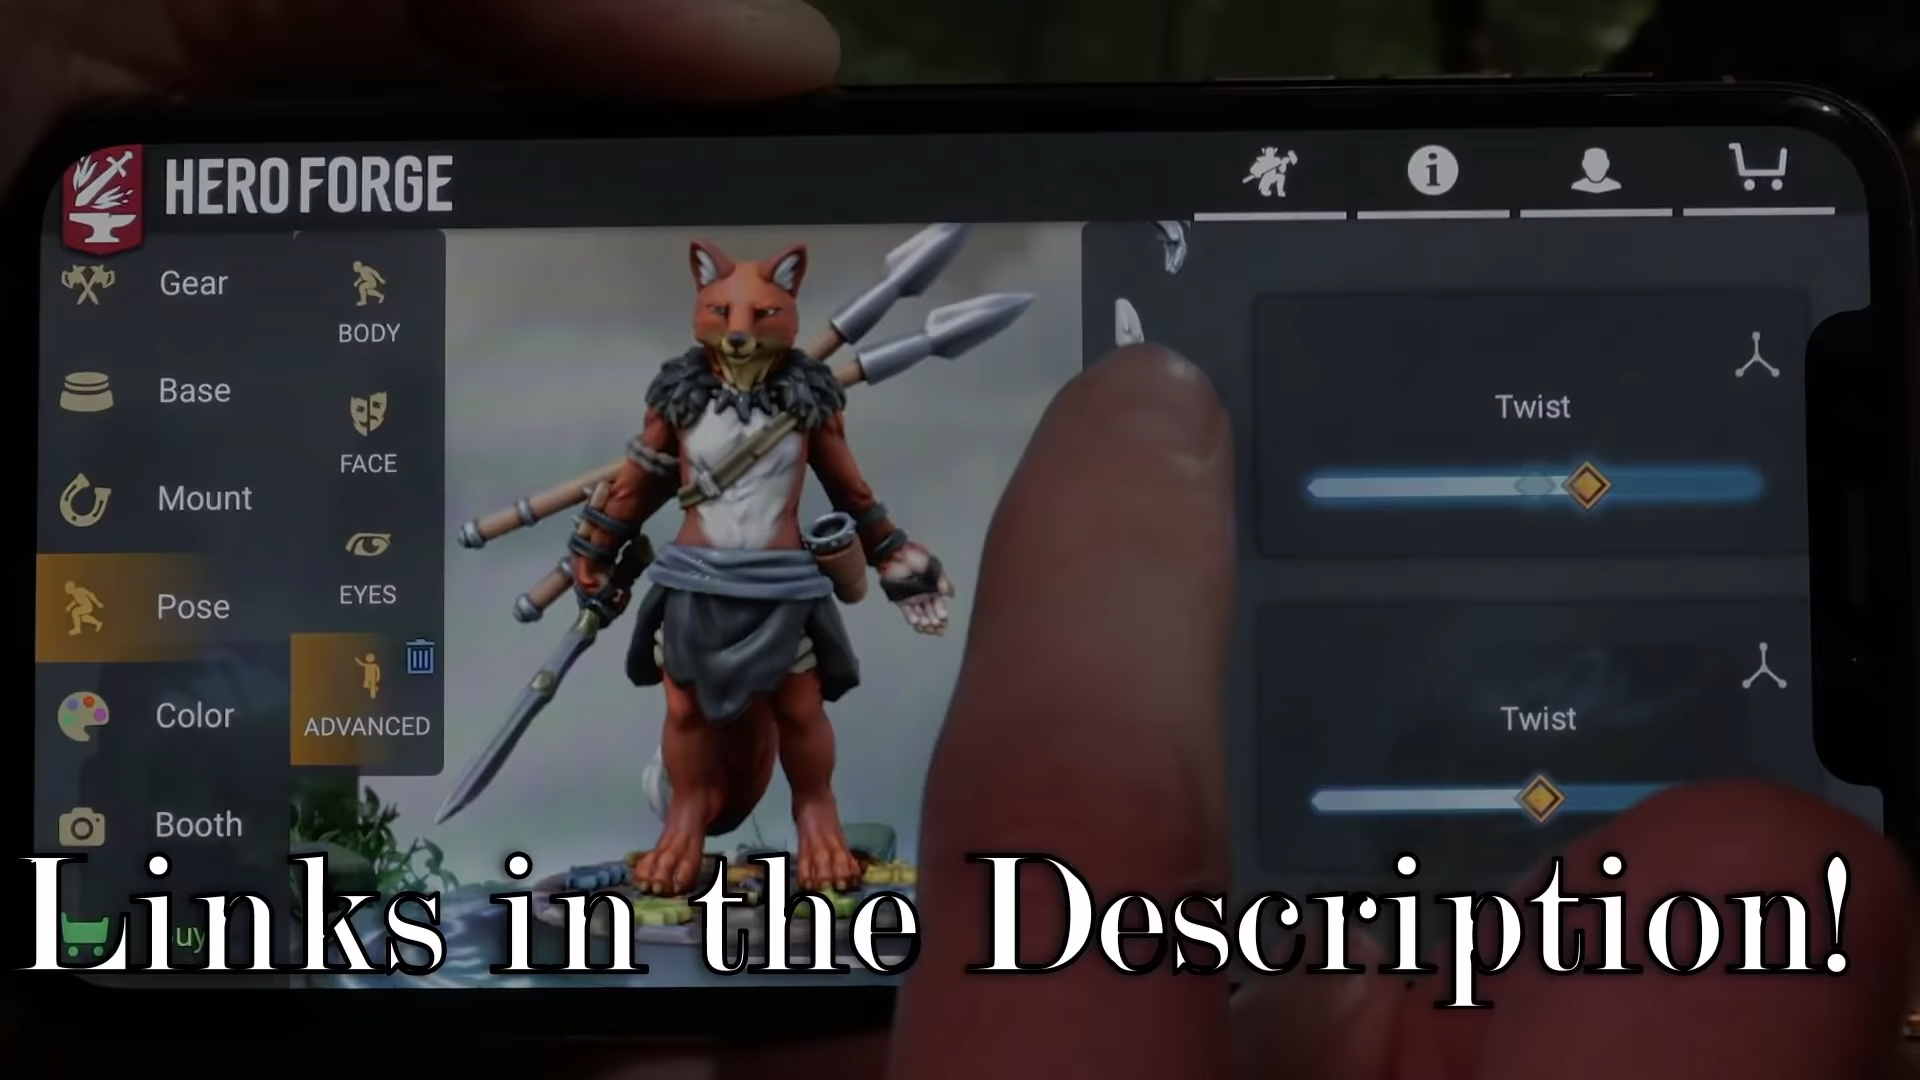 HERO FORGE
Gear
BODY
Base
FACE
Mount
EYES
Pose
ADVANCED
Color
Booth
Twist
Twist
Links in the Description!